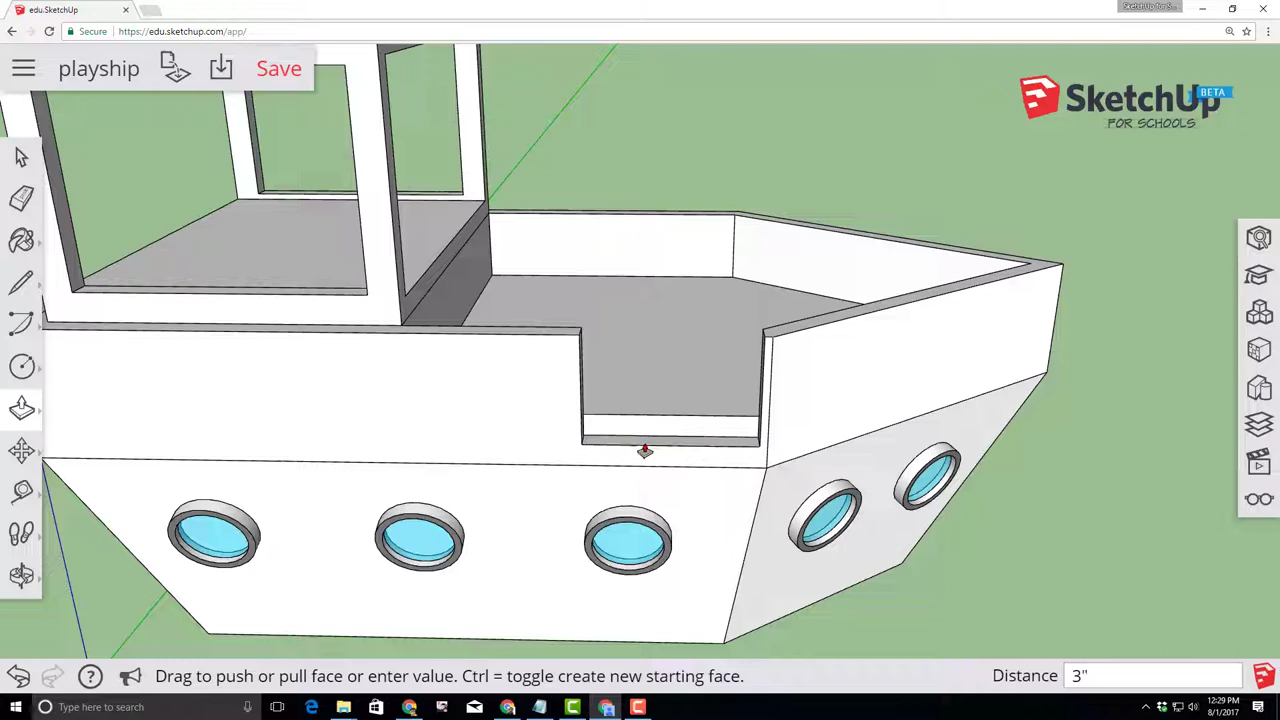 edu.SketchUp
SketchUp for S...
Secure
https://edu.sketchup.com/app/
playship
Save
SketchUp BETA
FOR SCHOOLS
Drag to push or pull face or enter value. Ctrl = toggle create new starting face.
Distance
3"
Type here to search
12:29 PM
8/1/2017